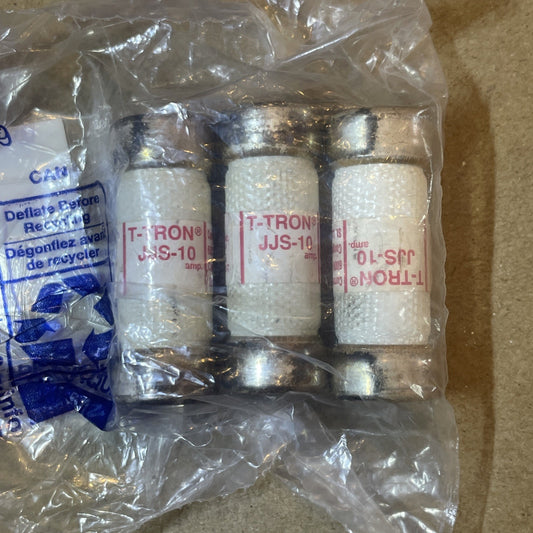 CAN
Deflate Before
Recycling
Dégonflez avant
de recycler
T-TRON®
JJS-10
amp.
T-TRON®
JJS-10
amp.
T-TRON®
JJS-10
amp.